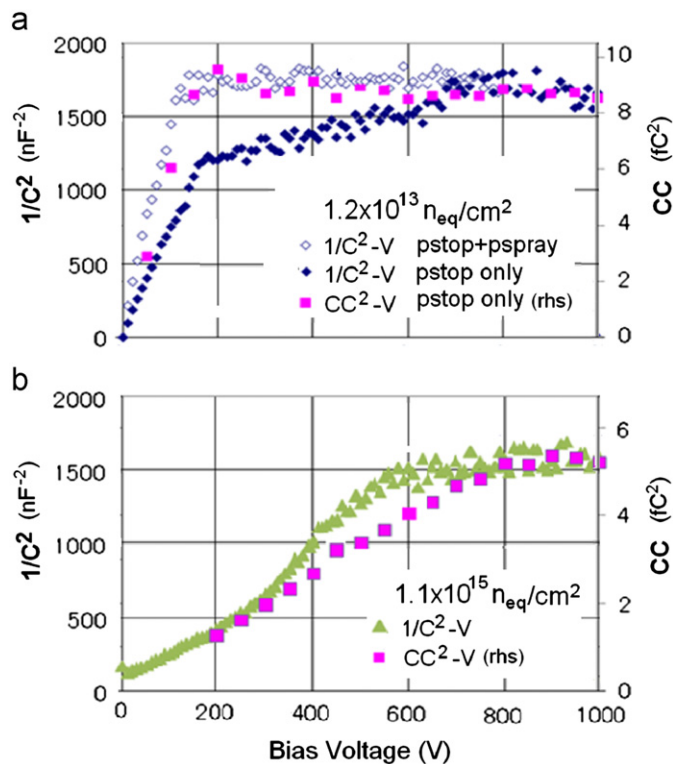 a
2000
1500
1000
500
0
1/C² (nF⁻²)
10
8
6
4
2
0
CC (fC²)
1.2x10¹³ neq/cm²
1/C²-V pstop+pspray
1/C²-V pstop only
CC²-V pstop only (rhs)
b
2000
1500
1000
500
0
1/C² (nF⁻²)
6
4
2
0
CC (fC²)
1.1x10¹⁵ neq/cm²
1/C²-V
CC²-V (rhs)
0 200 400 600 800 1000
Bias Voltage (V)